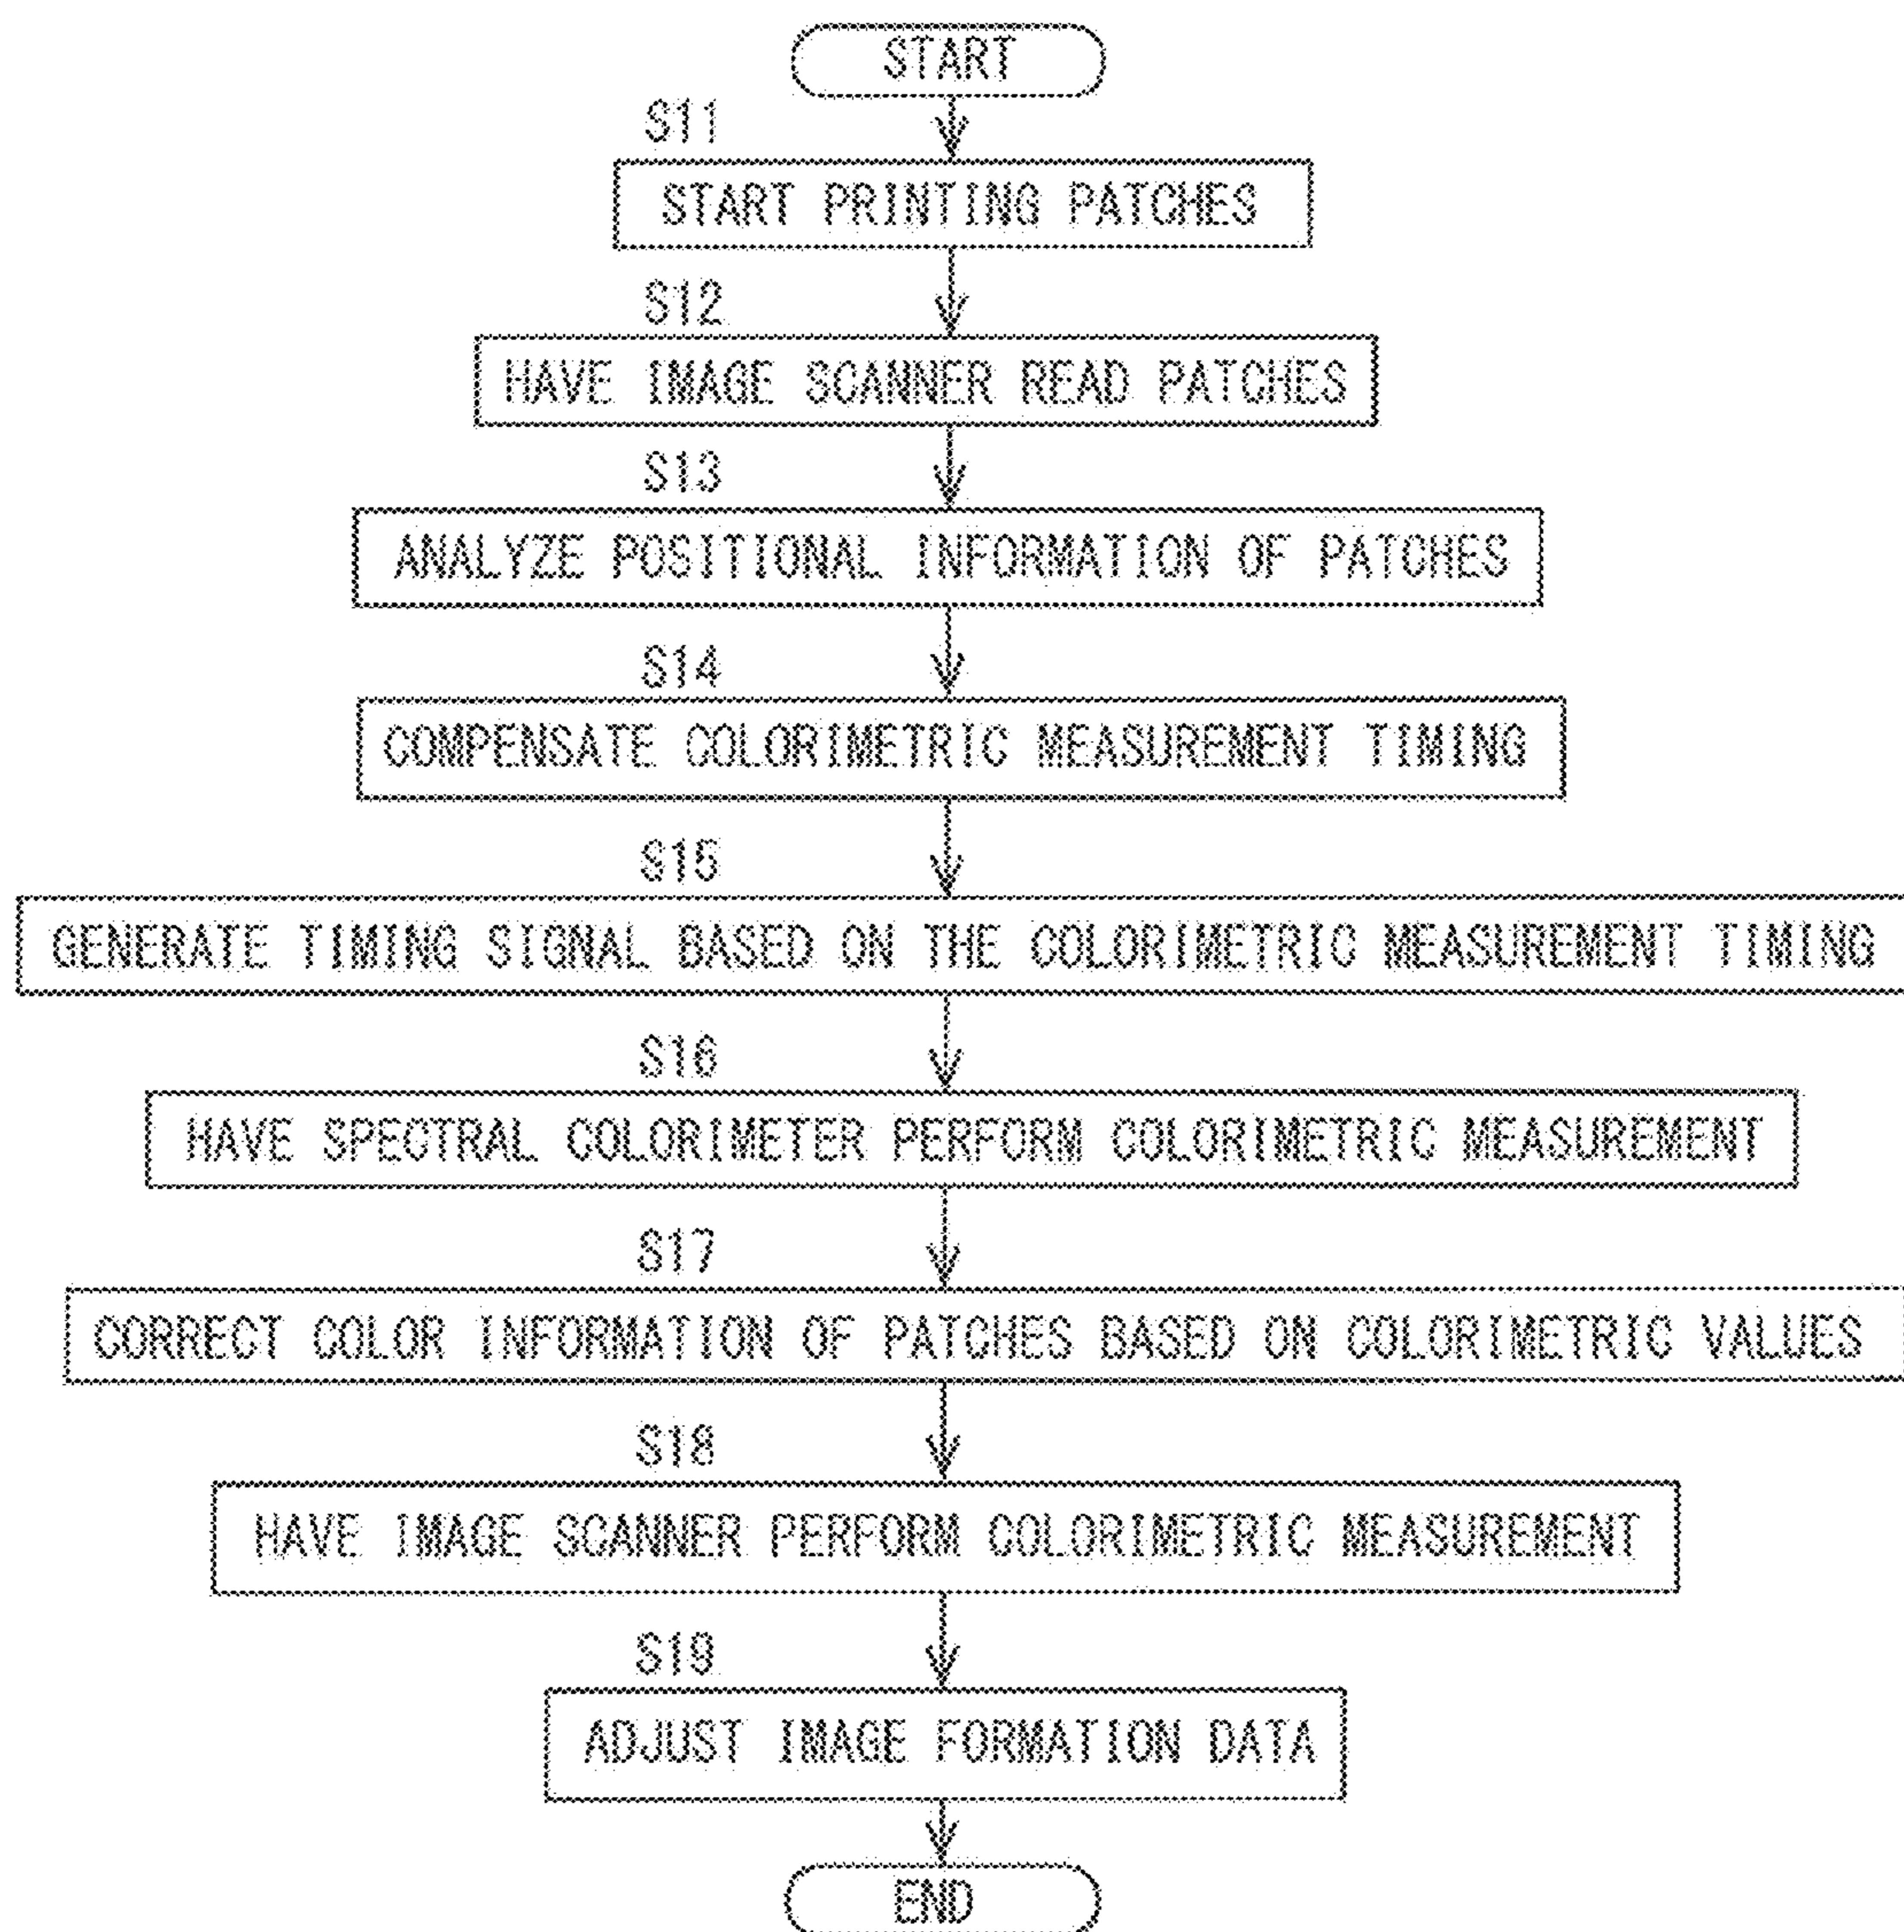 START
S11
START PRINTING PATCHES
S12
HAVE IMAGE SCANNER READ PATCHES
S13
ANALYZE POSITIONAL INFORMATION OF PATCHES
S14
COMPENSATE COLORIMETRIC MEASUREMENT TIMING
S15
GENERATE TIMING SIGNAL BASED ON THE COLORIMETRIC MEASUREMENT TIMING
S16
HAVE SPECTRAL COLORIMETER PERFORM COLORIMETRIC MEASUREMENT
S17
CORRECT COLOR INFORMATION OF PATCHES BASED ON COLORIMETRIC VALUES
S18
HAVE IMAGE SCANNER PERFORM COLORIMETRIC MEASUREMENT
S19
ADJUST IMAGE FORMATION DATA
END